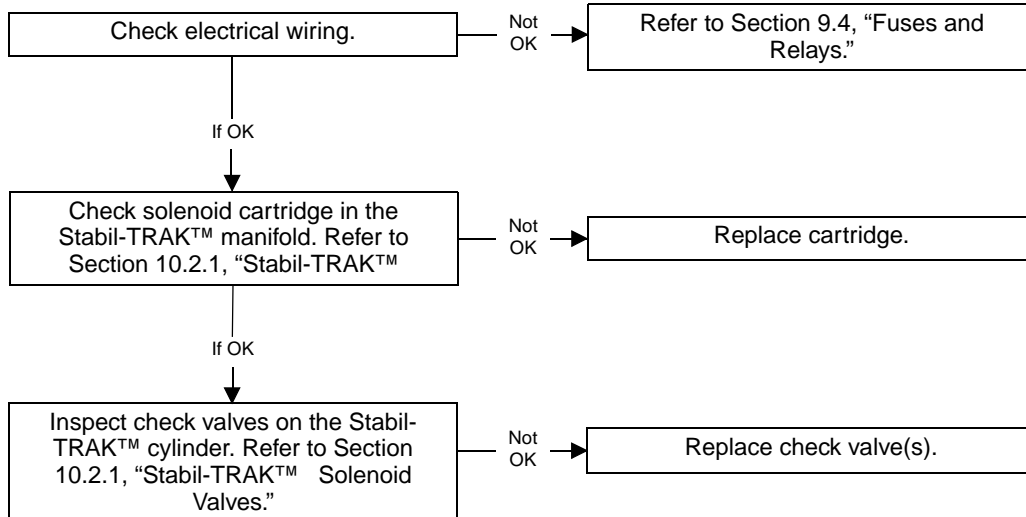 Check electrical wiring.
Not
OK
Refer to Section 9.4, “Fuses and
Relays.”
If OK
Check solenoid cartridge in the
Stabil-TRAK™ manifold. Refer to
Section 10.2.1, “Stabil-TRAK™
Not
OK
Replace cartridge.
If OK
Inspect check valves on the Stabil-
TRAK™ cylinder. Refer to Section
10.2.1, “Stabil-TRAK™ Solenoid
Valves.”
Not
OK
Replace check valve(s).